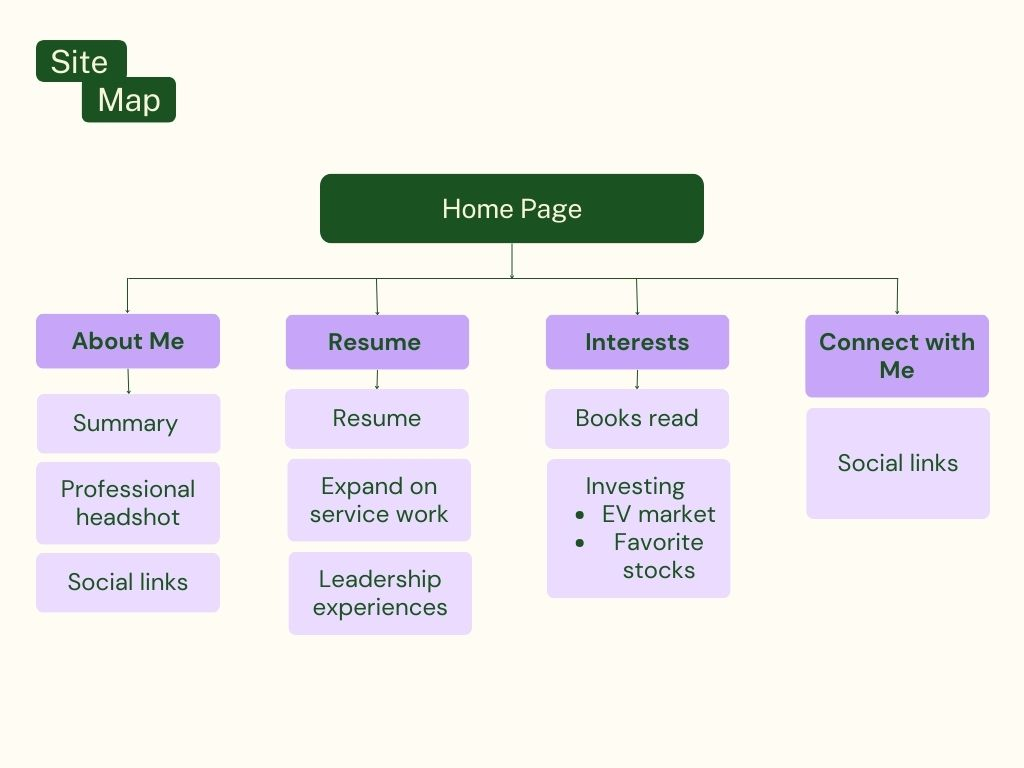 Site
Map
Home Page
About Me
Summary
Professional
headshot
Social links
Resume
Resume
Expand on
service work
Leadership
experiences
Interests
Books read
Investing
• EV market
• Favorite
stocks
Connect with
Me
Social links